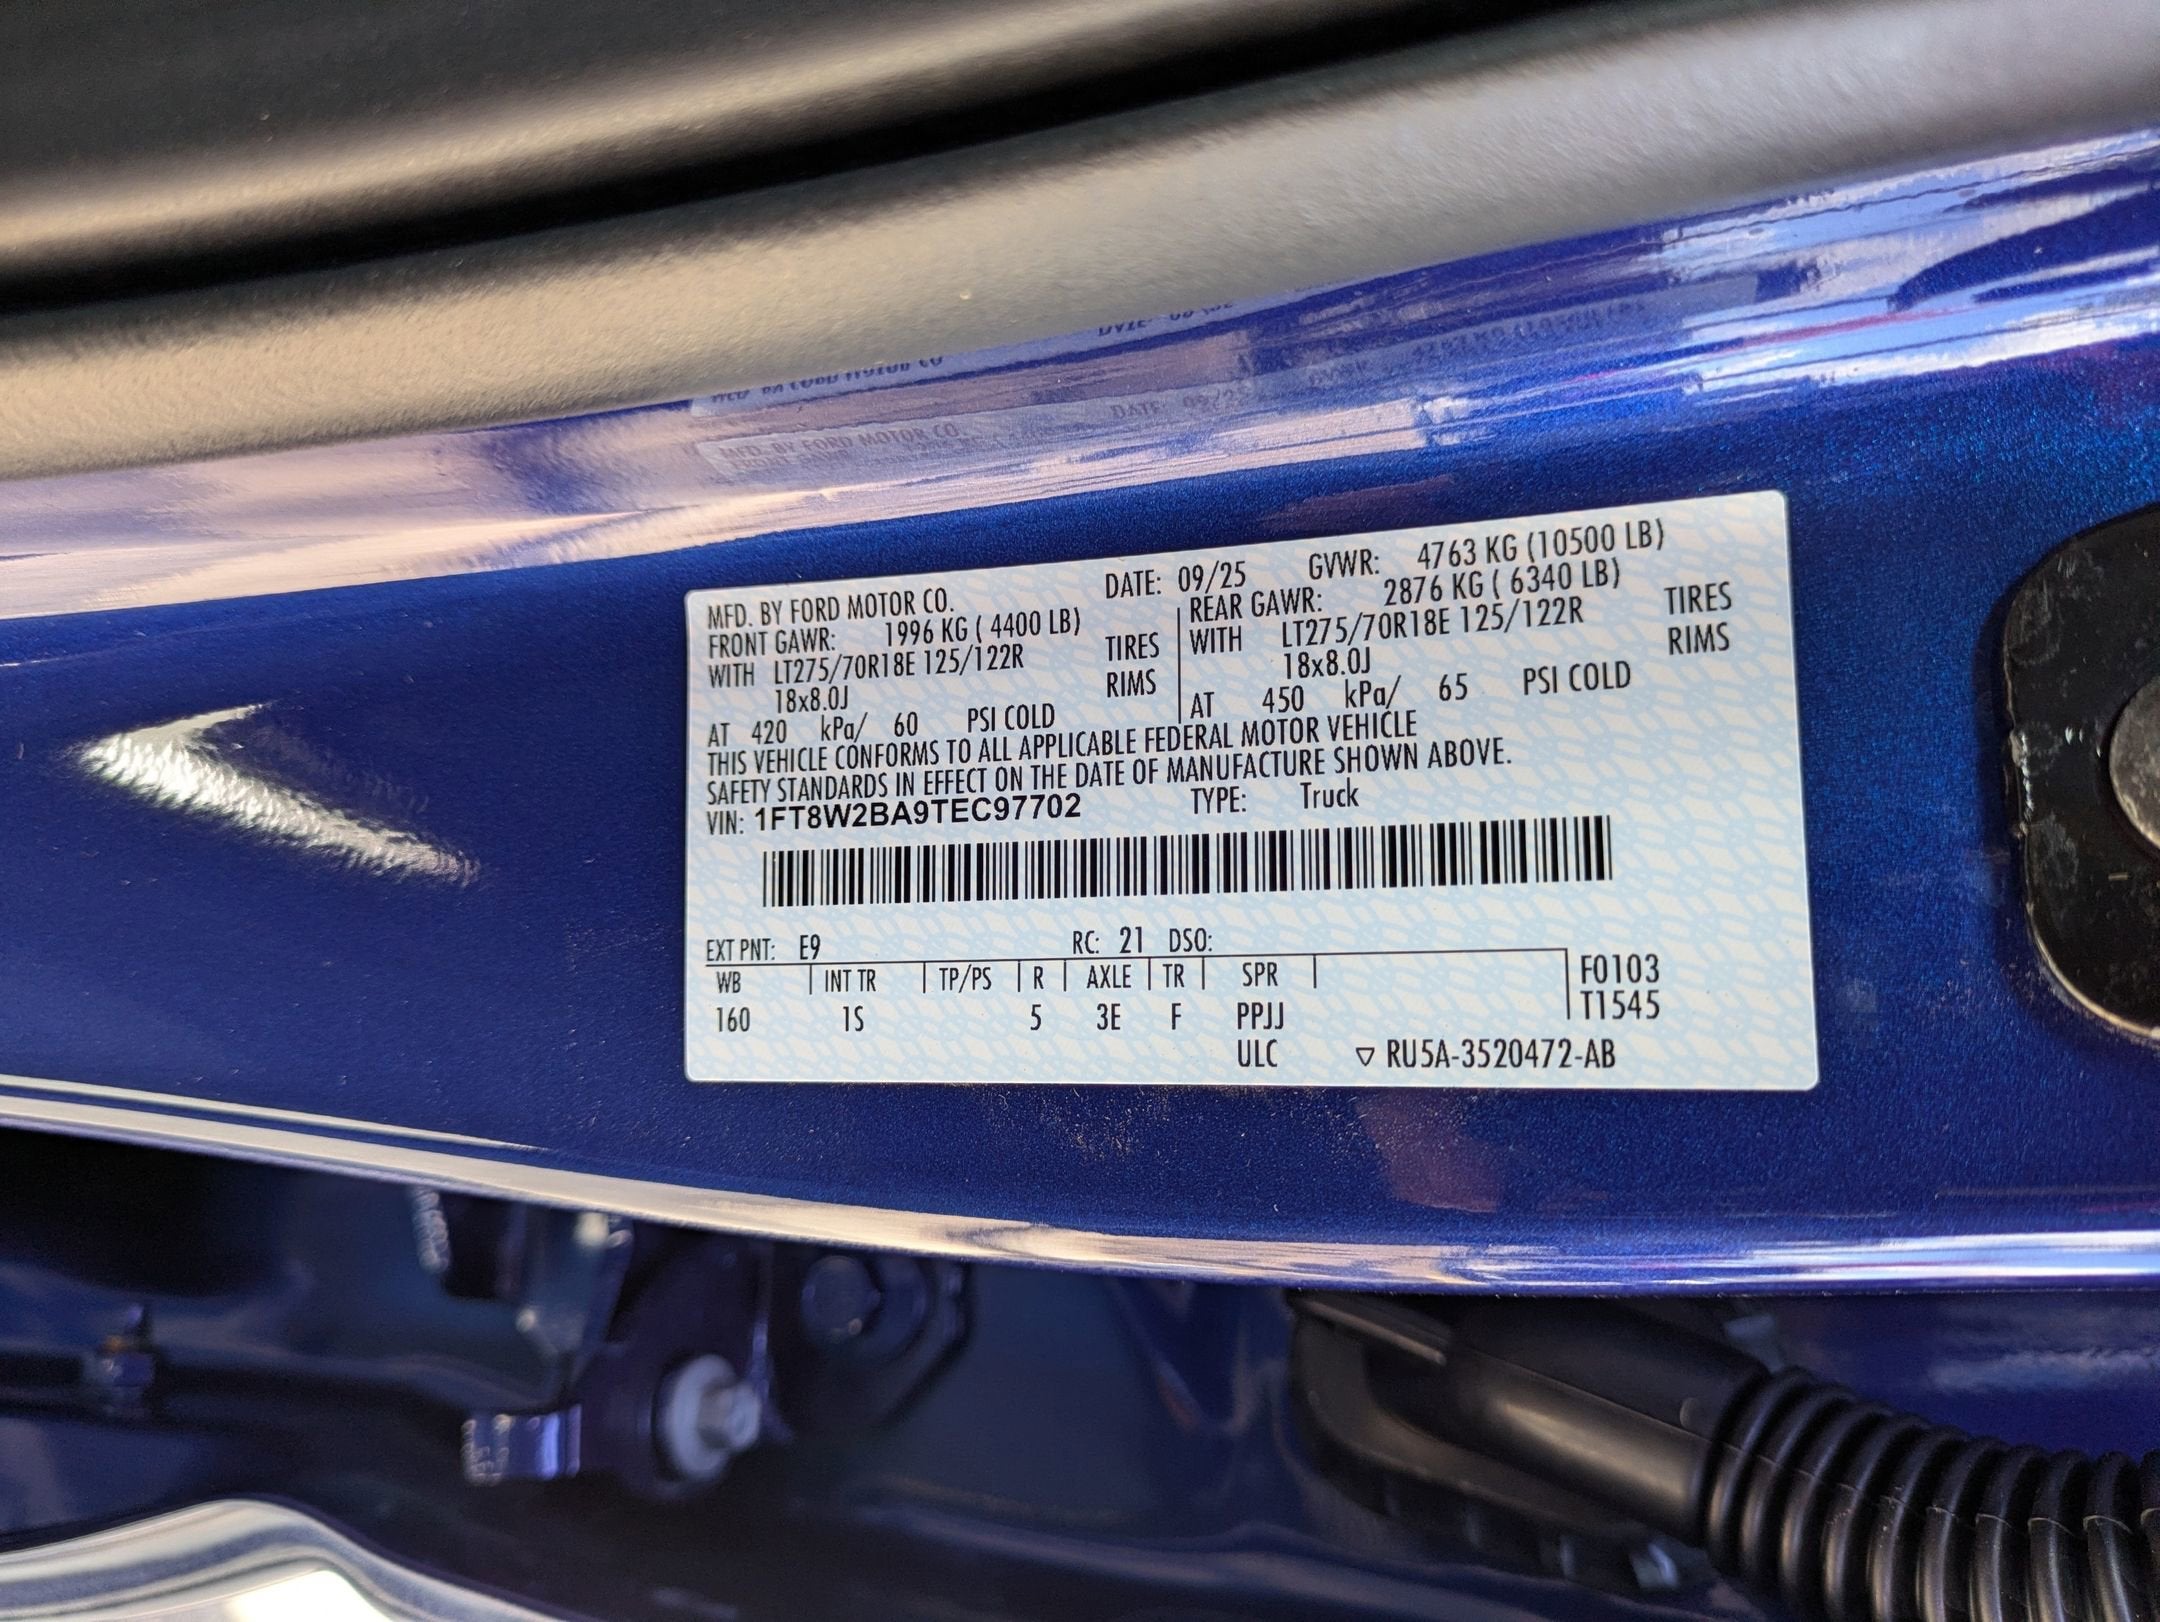 MFD. BY FORD MOTOR CO. DATE: 09/25 GVWR: 4763 KG (10500 LB)
FRONT GAWR: 1996 KG ( 4400 LB) REAR GAWR: 2876 KG ( 6340 LB)
WITH LT275/70R18E 125/122R TIRES WITH LT275/70R18E 125/122R TIRES
18x8.0J RIMS 18x8.0J RIMS
AT 420 kPa/ 60 PSI COLD AT 450 kPa/ 65 PSI COLD
THIS VEHICLE CONFORMS TO ALL APPLICABLE FEDERAL MOTOR VEHICLE
SAFETY STANDARDS IN EFFECT ON THE DATE OF MANUFACTURE SHOWN ABOVE.
VIN: 1FT8W2BA9TEC97702 TYPE: Truck
EXT PNT: E9 RC: 21 DSO:
WB INT TR TP/PS R AXLE TR SPR F0103
160 1S 5 3E F PPJJ T1545
ULC ▽ RU5A-3520472-AB